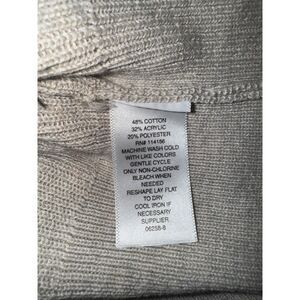 48% COTTON
32% ACRYLIC
20% POLYESTER
RN# 114156
MACHINE WASH COLD
WITH LIKE COLORS
GENTLE CYCLE
ONLY NON-CHLORINE
BLEACH WHEN
NEEDED
RESHAPE LAY FLAT
TO DRY
COOL IRON IF
NECESSARY
SUPPLIER
06258-8